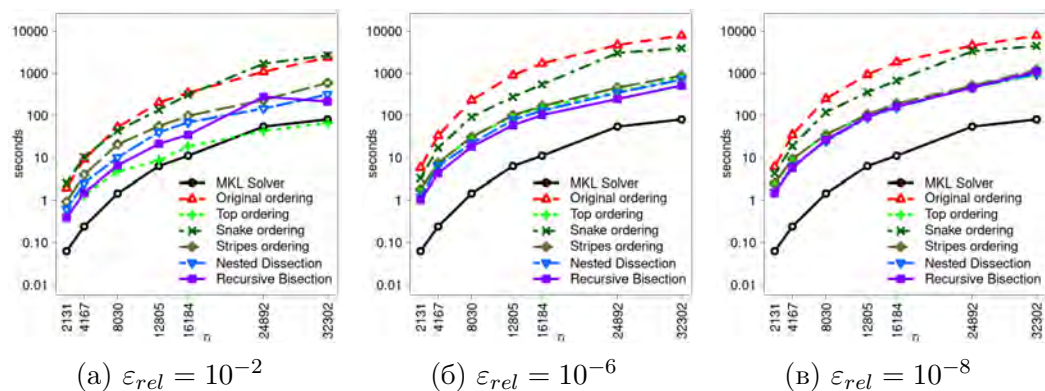 10000
1000
100
10
1
0.10
0.01
seconds
MKL Solver
Original ordering
Top ordering
Snake ordering
Stripes ordering
Nested Dissection
Recursive Bisection
2131
4167
8030
12805
16184
24892
32302
n
(а) ε_rel = 10^-2
10000
1000
100
10
1
0.10
0.01
seconds
MKL Solver
Original ordering
Top ordering
Snake ordering
Stripes ordering
Nested Dissection
Recursive Bisection
2131
4167
8030
12805
16184
24892
32302
n
(б) ε_rel = 10^-6
10000
1000
100
10
1
0.10
0.01
seconds
MKL Solver
Original ordering
Top ordering
Snake ordering
Stripes ordering
Nested Dissection
Recursive Bisection
2131
4167
8030
12805
16184
24892
32302
n
(в) ε_rel = 10^-8